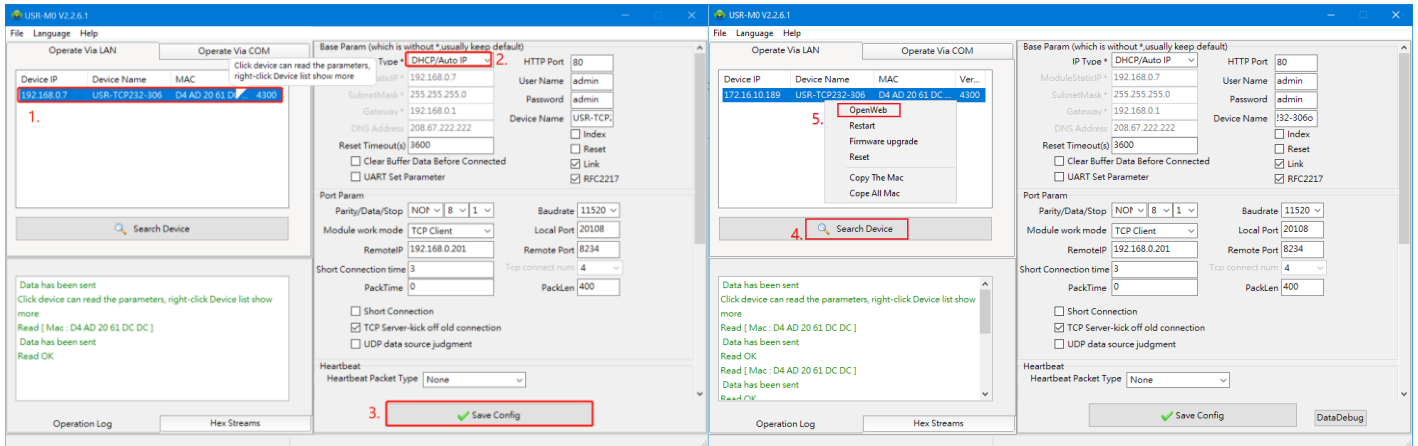 USR-M0 V2.2.6.1
File Language Help
Operate Via LAN
Operate Via COM
Click device can read the parameters,
right-click Device list show more
Device IP Device Name MAC
192.168.0.7 USR-TCP232-306 D4 AD 20 61 4300
1.
Search Device
Data has been sent
Click device can read the parameters, right-click Device list show
more
Read [ Mac : D4 AD 20 61 DC DC ]
Data has been sent
Read OK
Operation Log
Hex Streams
Base Param (which is without *,usually keep default)
Type * DHCP/Auto IP 2. HTTP Port 80
192.168.0.7 User Name admin
SubnetMask * 255.255.255.0 Password admin
Gateway * 192.168.0.1 Device Name USR-TCP
DNS Address 208.67.222.222 Index
Reset Timeout(s) 3600 Reset
Clear Buffer Data Before Connected Link
UART Set Parameter RFC2217
Port Param
Parity/Data/Stop 8 1 Baudrate 11520
Module work mode TCP Client Local Port 20108
RemoteIP 192.168.0.201 Remote Port 8234
Short Connection time 3 Tcp connect num 4
PackTime 0 PackLen 400
Short Connection
TCP Server-kick off old connection
UDP data source judgment
Heartbeat
Heartbeat Packet Type None
3. Save Config
USR-M0 V2.2.6.1
File Language Help
Operate Via LAN
Operate Via COM
Device IP Device Name MAC Ver...
172.16.10.189 USR-TCP232-306 D4 AD 20 61 DC ... 4300
5. OpenWeb
Restart
Firmware upgrade
Reset
Copy The Mac
Cope All Mac
4. Search Device
Data has been sent
Click device can read the parameters, right-click Device list show
more
Read [ Mac : D4 AD 20 61 DC DC ]
Data has been sent
Read OK
Read [ Mac : D4 AD 20 61 DC DC ]
Data has been sent
Read OK
Operation Log
Hex Streams
Base Param (which is without *,usually keep default)
IP Type * DHCP/Auto IP HTTP Port 80
ModuleStaticIP * 192.168.0.7 User Name admin
SubnetMask * 255.255.255.0 Password admin
Gateway * 192.168.0.1 Device Name 232-306o
DNS Address 208.67.222.222 Index
Reset Timeout(s) 3600 Reset
Clear Buffer Data Before Connected Link
UART Set Parameter RFC2217
Port Param
Parity/Data/Stop 8 1 Baudrate 11520
Module work mode TCP Client Local Port 20108
RemoteIP 192.168.0.201 Remote Port 8234
Short Connection time 3 Tcp connect num 4
PackTime 0 PackLen 400
Short Connection
TCP Server-kick off old connection
UDP data source judgment
Heartbeat
Heartbeat Packet Type None
Save Config
DataDebug